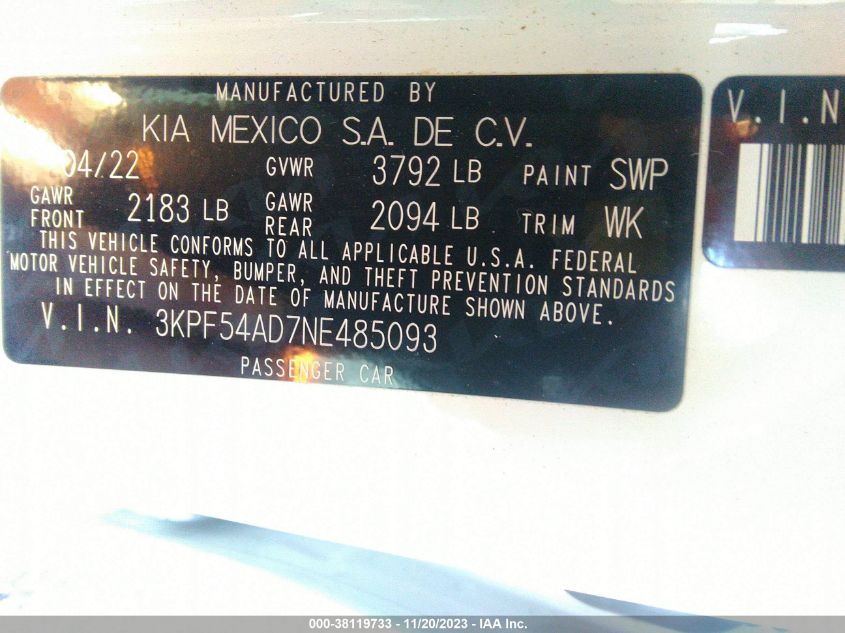 MANUFACTURED BY
KIA MEXICO S.A. DE C.V.
04/22 GVWR 3792 LB PAINT SWP
GAWR FRONT 2183 LB GAWR REAR 2094 LB TRIM WK
THIS VEHICLE CONFORMS TO ALL APPLICABLE U.S.A. FEDERAL
MOTOR VEHICLE SAFETY, BUMPER, AND THEFT PREVENTION STANDARDS
IN EFFECT ON THE DATE OF MANUFACTURE SHOWN ABOVE.
V.I.N. 3KPF54AD7NE485093
PASSENGER CAR
V.I.N
000-38119733 - 11/20/2023 - IAA Inc.